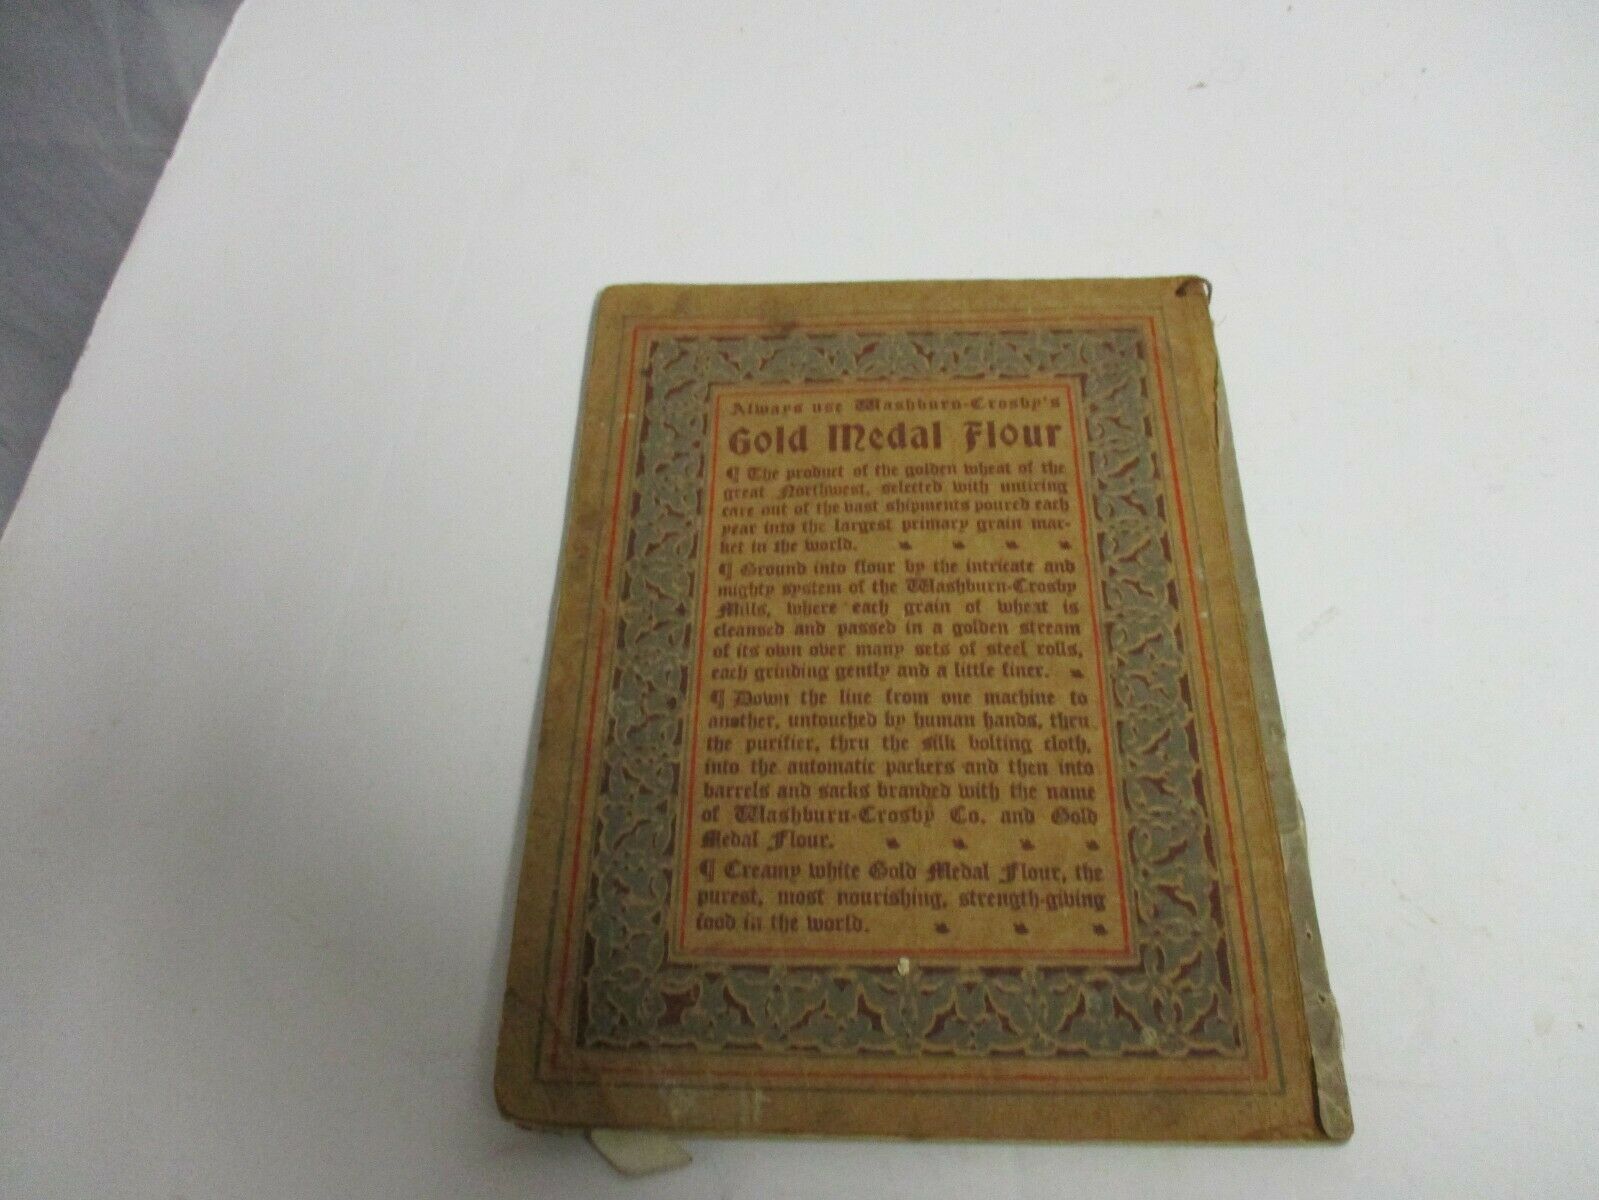 Always use Washburn-Crosby's
Gold Medal Flour
¶ The product of the golden wheat of the
great Northwest, selected with untiring
care out of the vast shipments poured each
year into the largest primary grain mar-
ket in the world.
¶ Ground into flour by the intricate and
mighty system of the Washburn-Crosby
Mills, where each grain of wheat is
cleansed and passed in a golden stream
of its own over many sets of steel rolls,
each grinding gently and a little finer.
¶ Down the line from one machine to
another, untouched by human hands, thru
the purifier, thru the silk bolting cloth,
into the automatic packers and then into
barrels and sacks branded with the name
of Washburn-Crosby Co. and Gold
Medal Flour.
¶ Creamy white Gold Medal Flour, the
purest, most nourishing, strength-giving
food in the world.